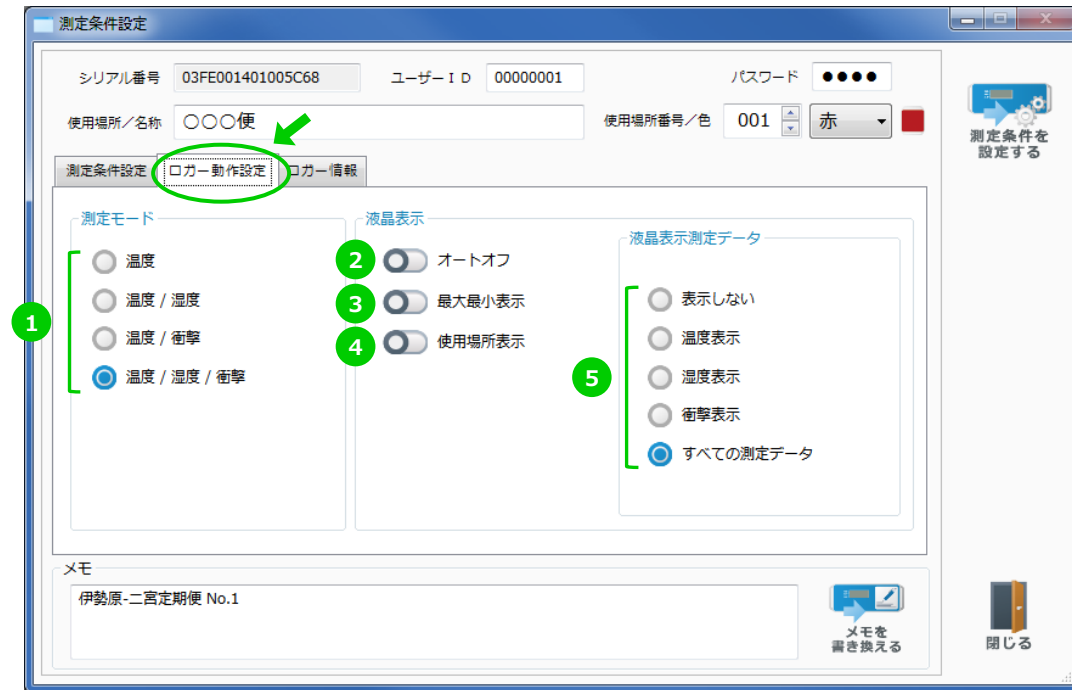 測定条件設定
シリアル番号 03FE001401005C68 ユーザーＩＤ 00000001 パスワード ●●●●
使用場所／名称 〇〇〇便 使用場所番号／色 001 赤
測定条件を
設定する
測定条件設定 ロガー動作設定 ロガー情報
測定モード
1
温度
温度 / 湿度
温度 / 衝撃
温度 / 湿度 / 衝撃
液晶表示
2 オートオフ
3 最大最小表示
4 使用場所表示
液晶表示測定データ
5
表示しない
温度表示
湿度表示
衝撃表示
すべての測定データ
メモ
伊勢原-二宮定期便 No.1
メモを
書き換える
閉じる